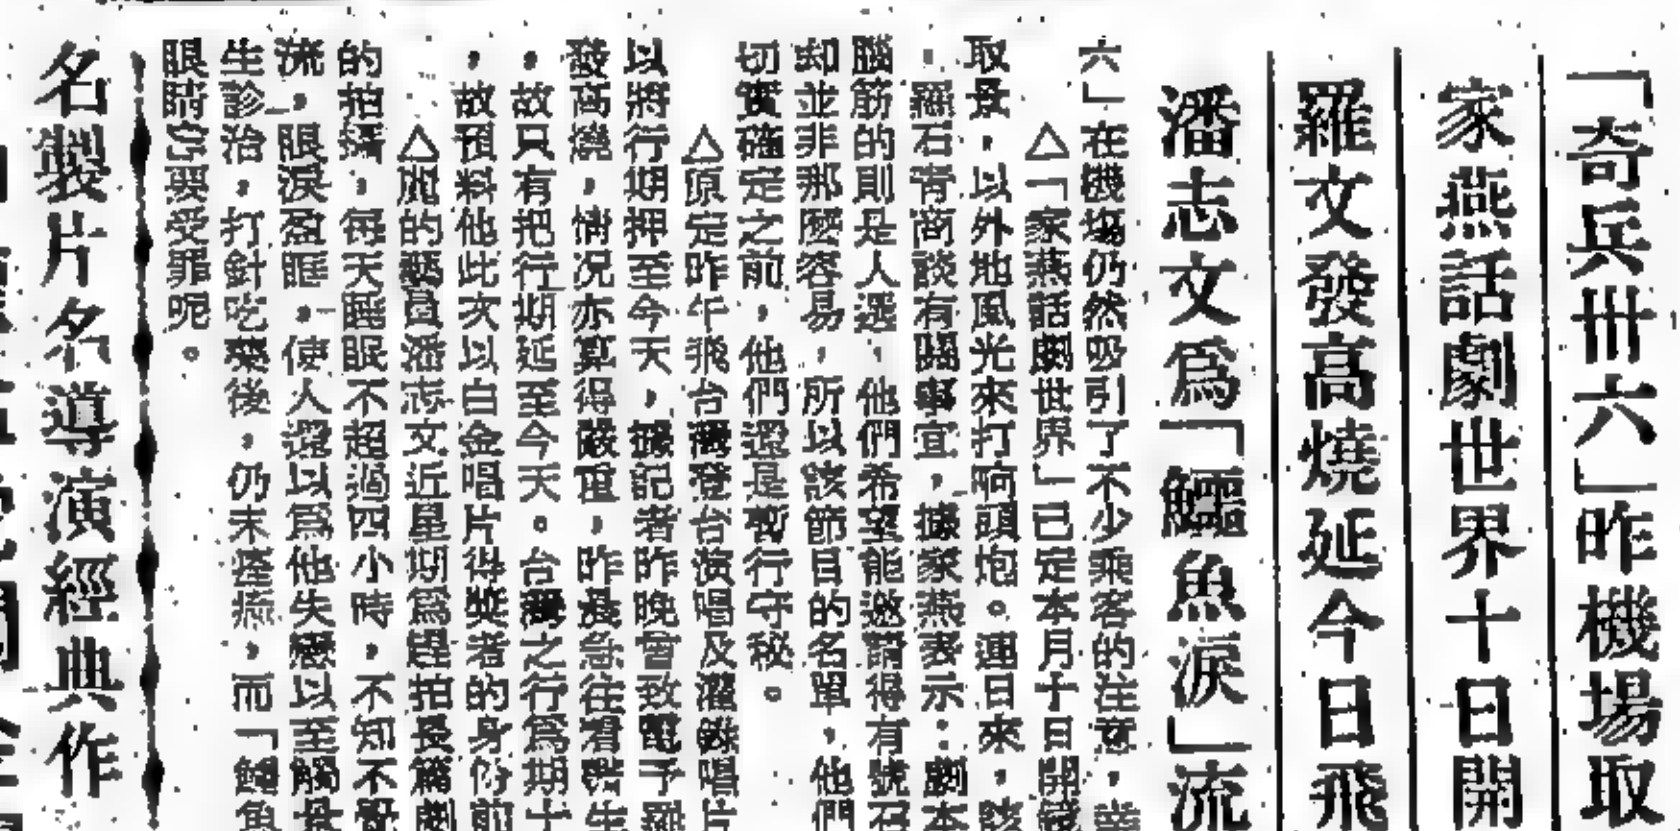 「奇兵卅六」昨機場取
家燕話劇世界十日開
羅文發高燒延今日飛
潘志文爲「鱷魚淚」流
六」在機場仍然吸引了不少乘客的注意，
△「家燕話劇世界」已定本月十日開鏡
取景，以外地風光來打响頭炮。連日來，該
，羅石青商談有關事宜，據家燕表示：劇本
腦筋的則是人選，他們希望能邀請得有號召
却並非那麼容易，所以該節目的名單，他們
切實確定之前，他們還是暫行守秘。
△原定昨午飛台灣登台演唱及灌錄唱片
以將行期押至今天，據記者昨晚曾致電予羅
發高燒，情况亦算得嚴重，昨晨急往看醫生
，故只有把行期延至今天。台灣之行爲期十
，故預料他此次以白金唱片得獎者的身份前
△麗的藝員潘志文近星期爲趕拍長篇劇
的拍攝，每天睡眠不超過四小時，不知不覺
流，眼淚盈眶，使人還以爲他失戀以至觸
生診治，打針吃藥後，仍未痊癒，而「鱷魚
眼睛受罪呢。
名製片名導演經典作